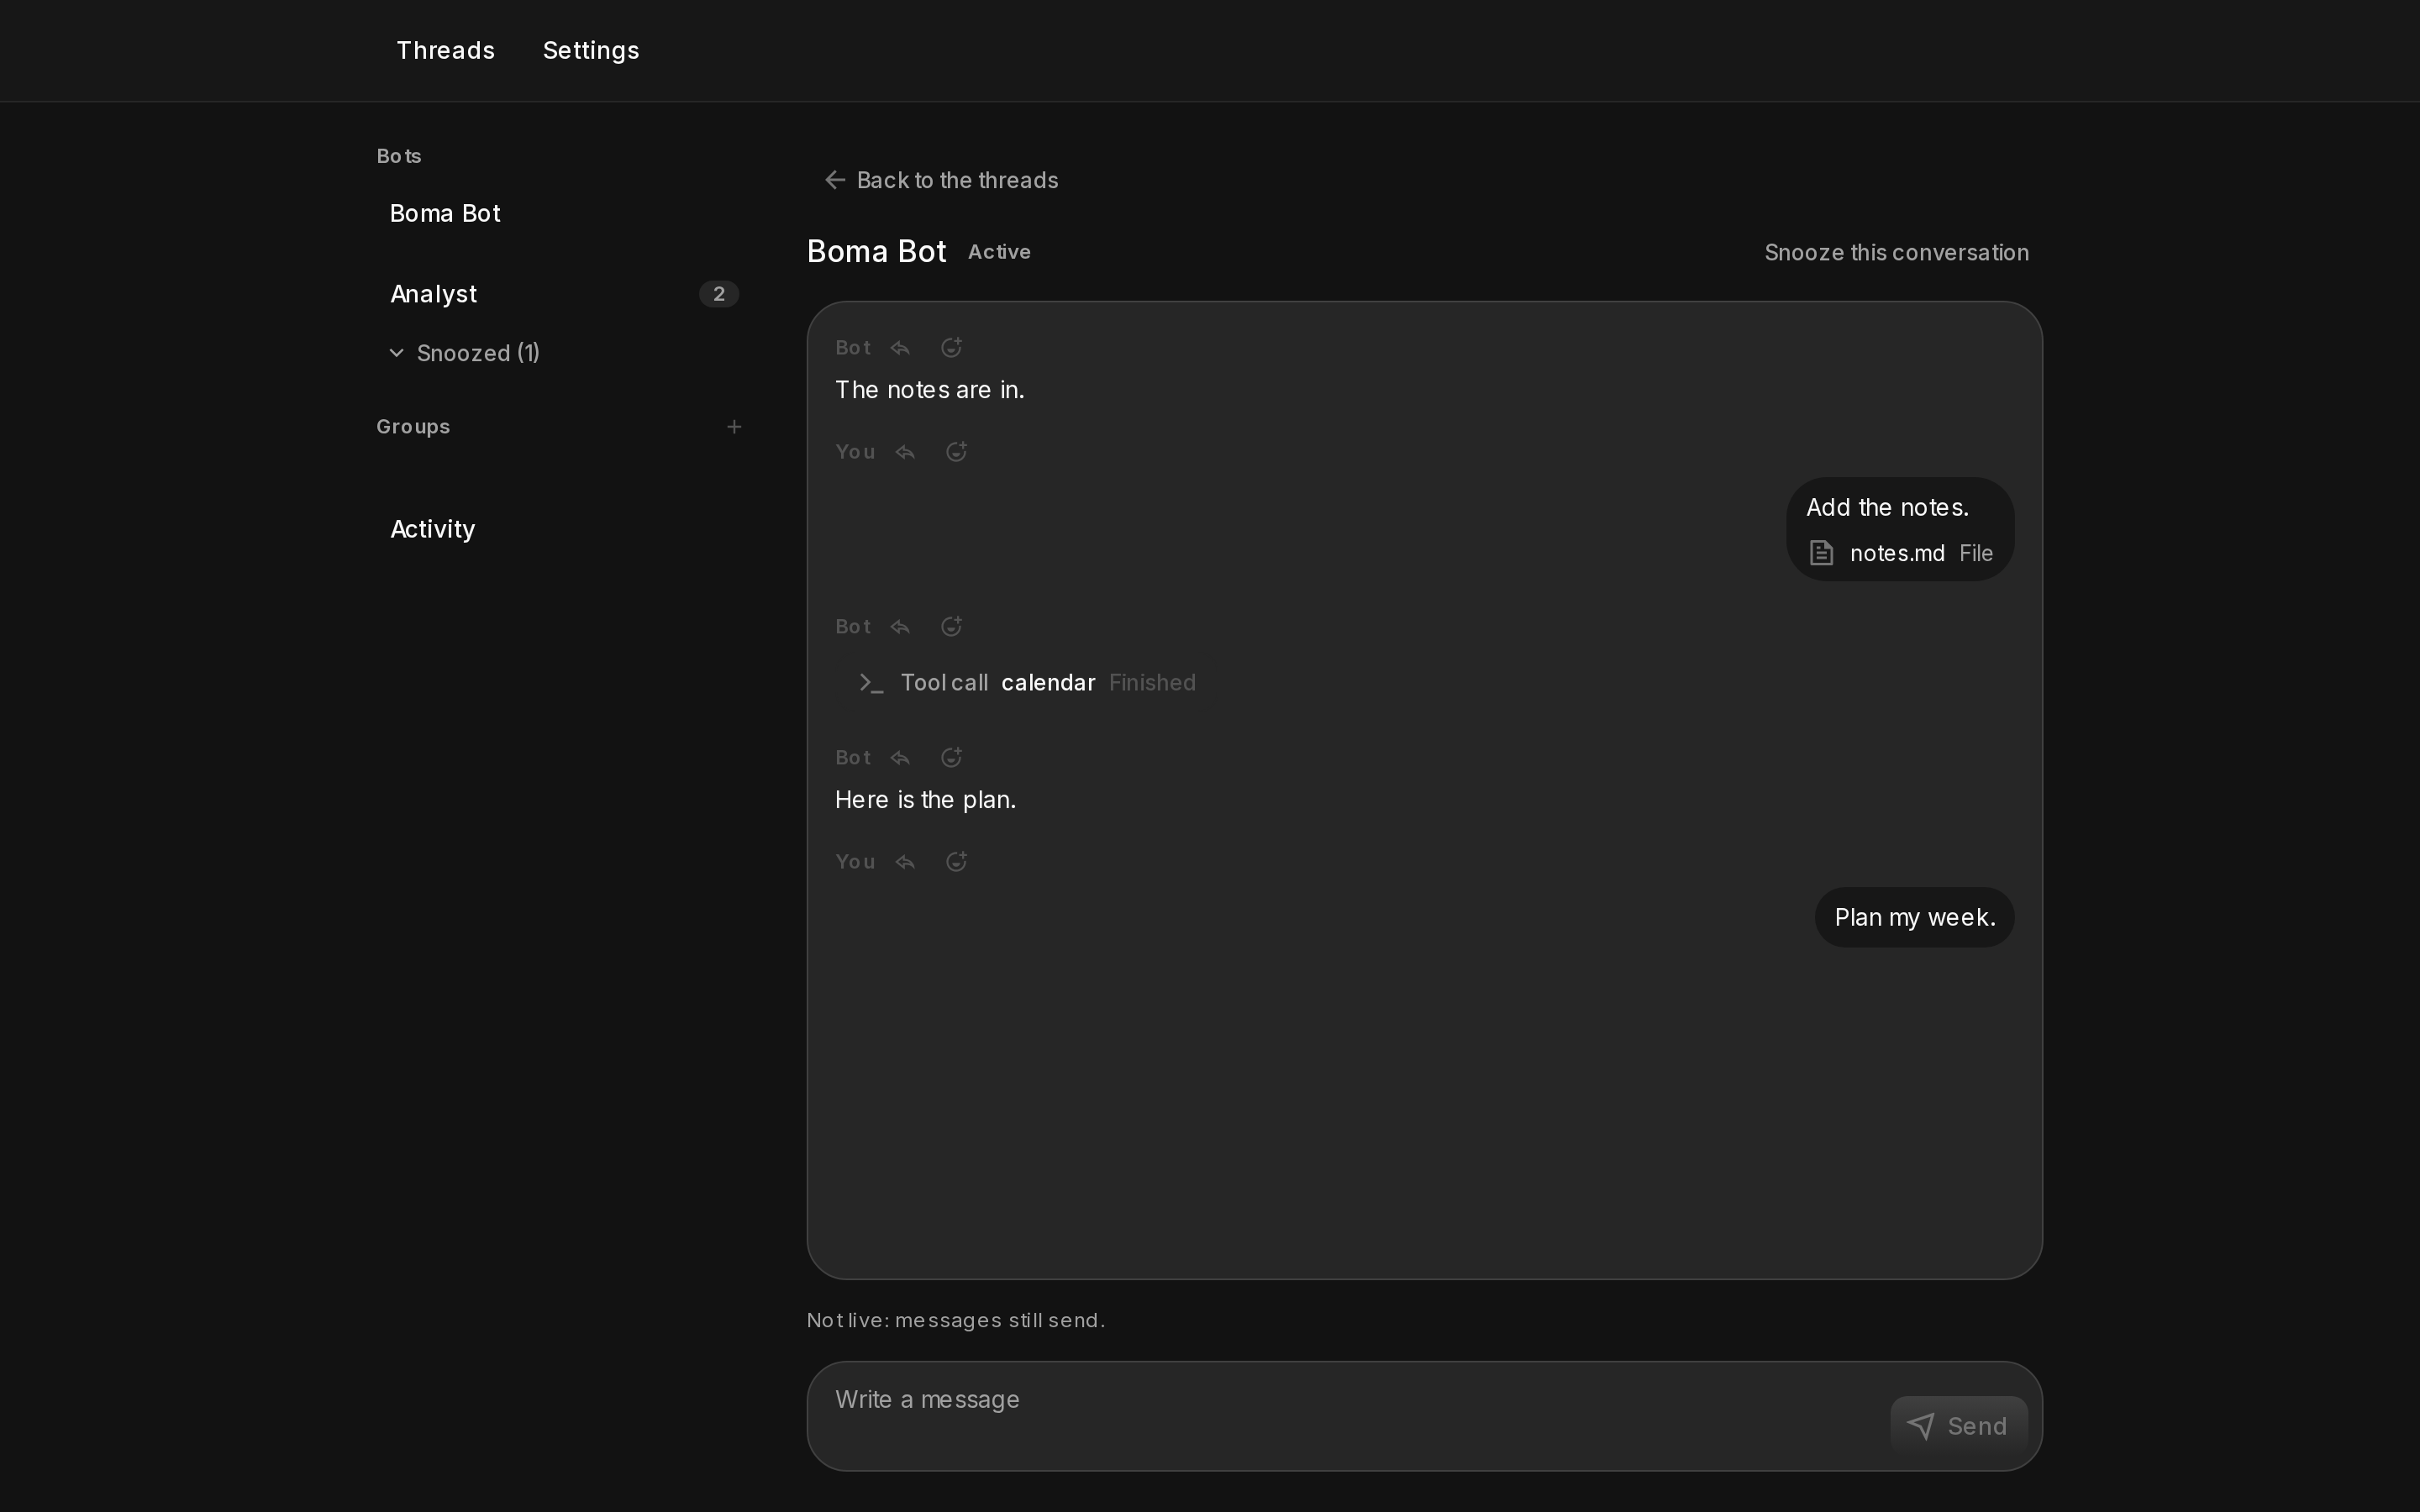 Threads Settings
Bots
Boma Bot
Analyst 2
Snoozed (1)
Groups
Activity
Back to the threads
Boma Bot Active Snooze this conversation
Bot
The notes are in.
You
Add the notes.
notes.md File
Bot
Tool call calendar Finished
Bot
Here is the plan.
You
Plan my week.
Not live: messages still send.
Write a message
Send